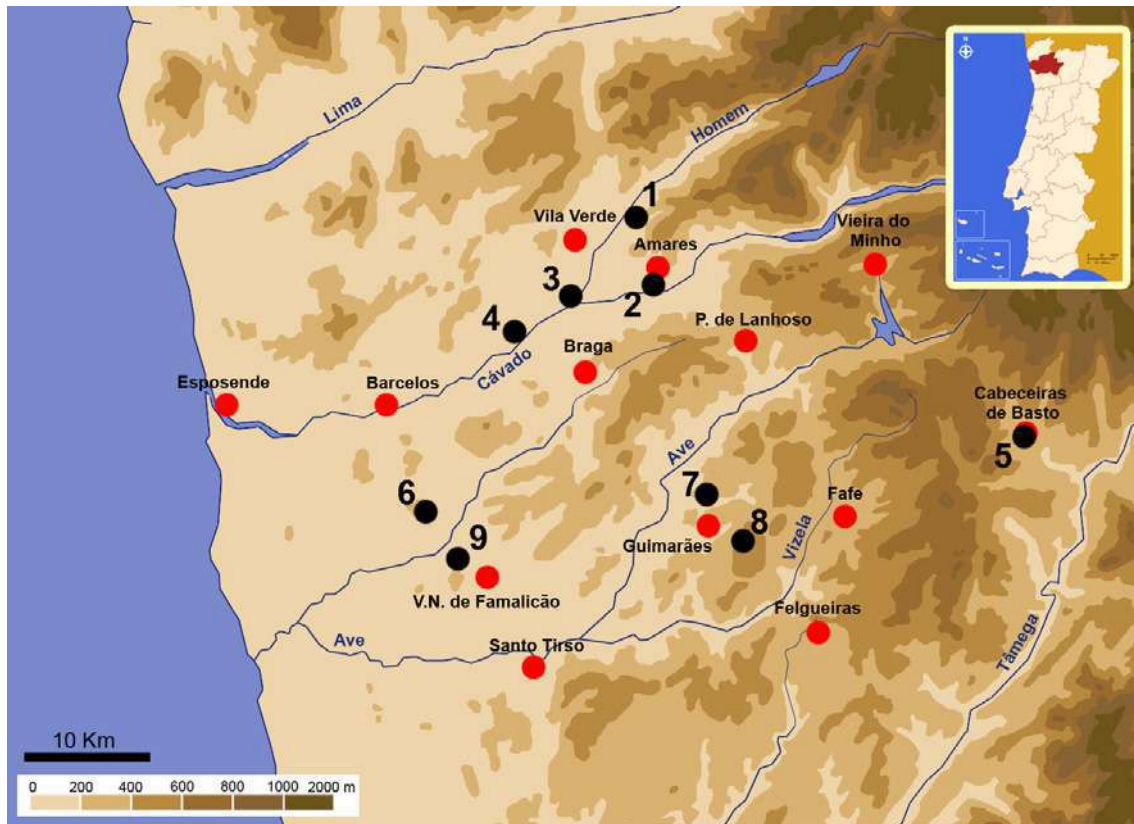 N
Lima
Homem
1
Vila Verde
Vieira do
Minho
Amares
3
2
4
P. de Lanhoso
Braga
Cávado
Esposende
Barcelos
Cabeceiras
de Basto
5
Ave
7
6
Fafe
8
Vizela
Guimarães
9
V.N. de Famalicão
Felgueiras
Ave
Santo Tirso
Tâmega
10 Km
0 200 400 600 800 1000 2000 m